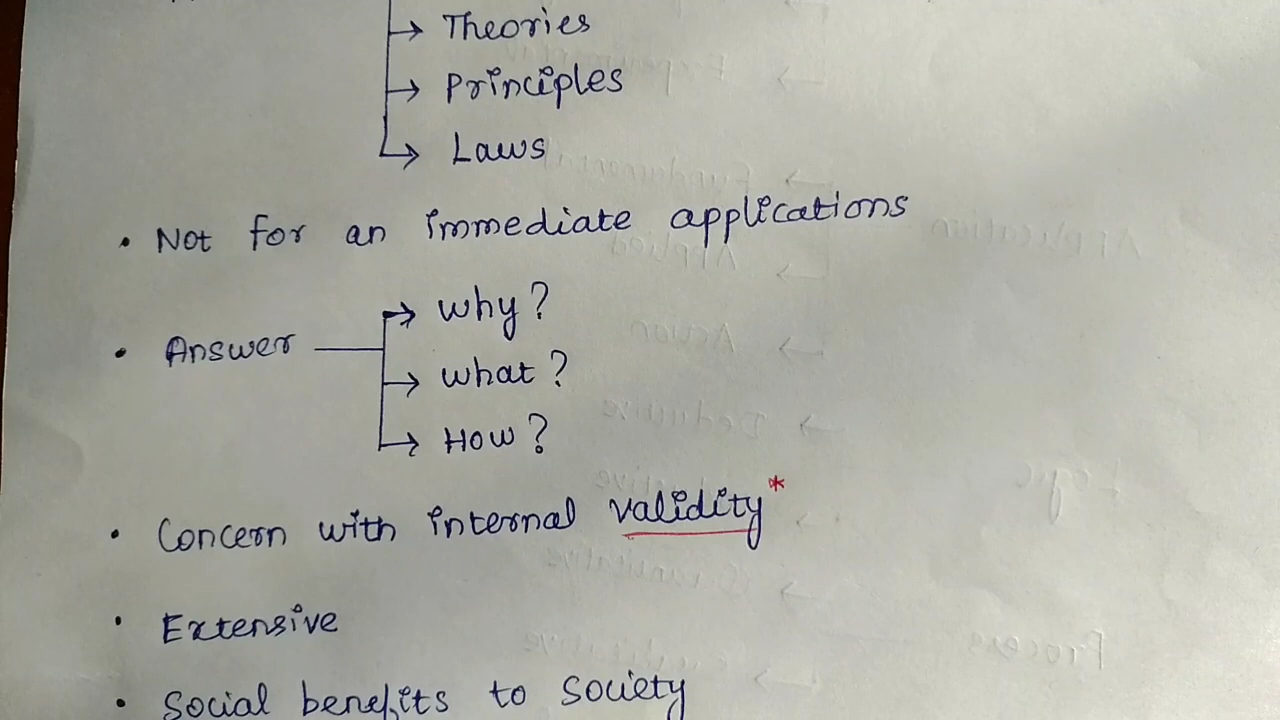 → Theories
→ Principles
→ Laws
• Not for an immediate applications
• Answer → why?
→ what?
→ How?
• Concern with internal validity*
• Extensive
• Social benefits to society